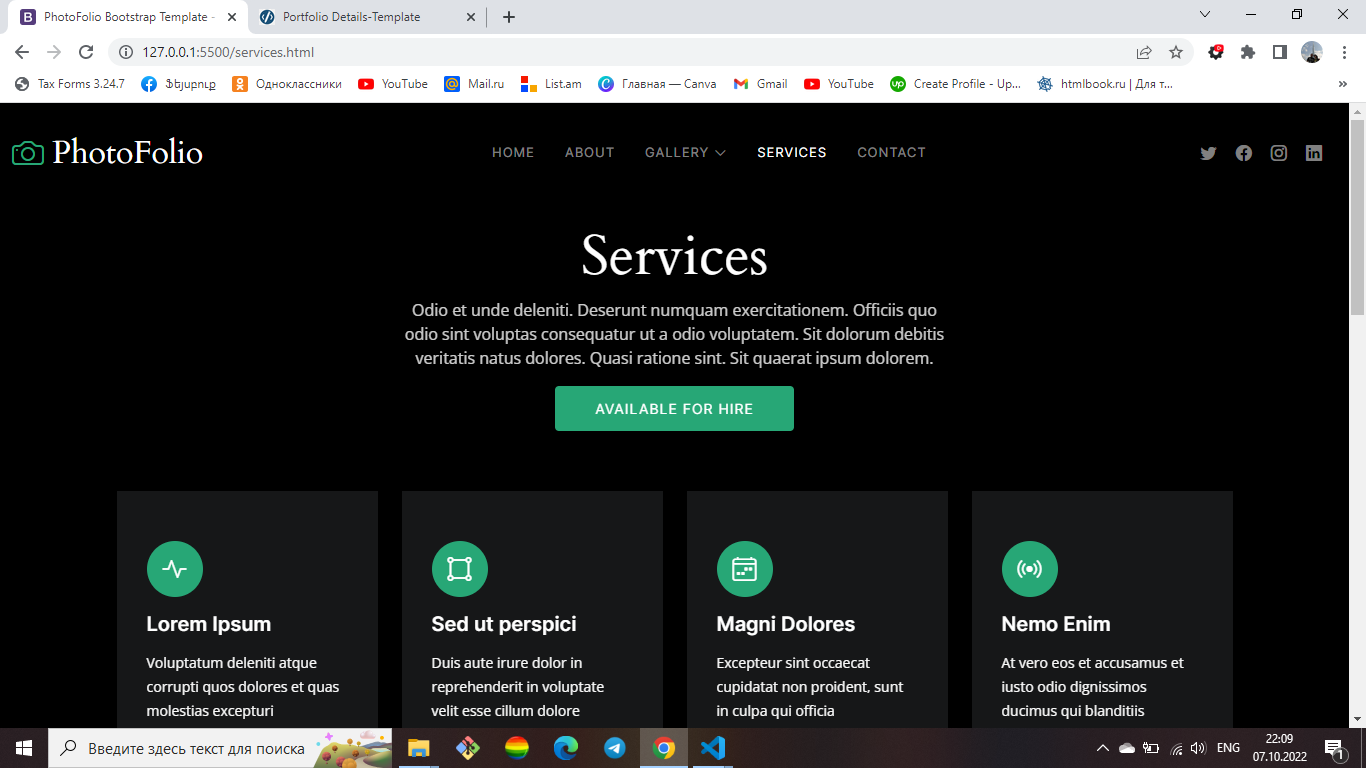 PhotoFolio Bootstrap Template -
Portfolio Details-Template
127.0.0.1:5500/services.html
Tax Forms 3.24.7
Ֆեյսբուք
Одноклассники
YouTube
Mail.ru
List.am
Главная — Canva
Gmail
YouTube
Create Profile - Up...
htmlbook.ru | Для т...
PhotoFolio
HOME
ABOUT
GALLERY
SERVICES
CONTACT
Services
Odio et unde deleniti. Deserunt numquam exercitationem. Officiis quo
odio sint voluptas consequatur ut a odio voluptatem. Sit dolorum debitis
veritatis natus dolores. Quasi ratione sint. Sit quaerat ipsum dolorem.
AVAILABLE FOR HIRE
Lorem Ipsum
Voluptatum deleniti atque
corrupti quos dolores et quas
molestias excepturi
Sed ut perspici
Duis aute irure dolor in
reprehenderit in voluptate
velit esse cillum dolore
Magni Dolores
Excepteur sint occaecat
cupidatat non proident, sunt
in culpa qui officia
Nemo Enim
At vero eos et accusamus et
iusto odio dignissimos
ducimus qui blanditiis
Введите здесь текст для поиска
ENG
22:09
07.10.2022
1